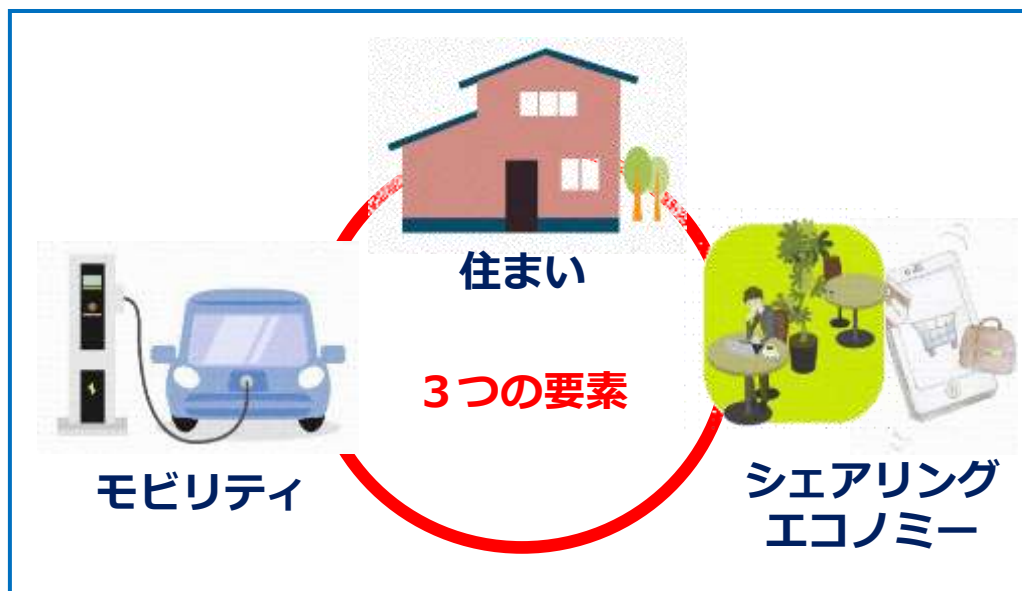 住まい
３つの要素
モビリティ
シェアリング
エコノミー